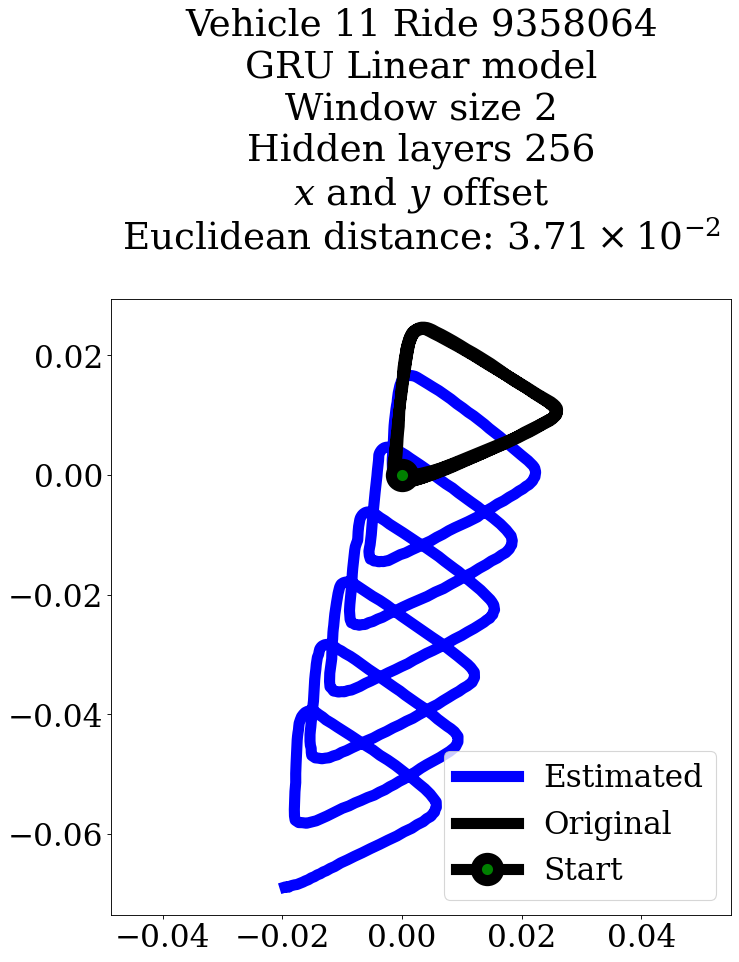 Vehicle 11 Ride 9358064
GRU Linear model
Window size 2
Hidden layers 256
x and y offset
Euclidean distance: 3.71 × 10⁻²
0.02
0.00
−0.02
−0.04
−0.06
Estimated
Original
Start
−0.04 −0.02 0.00 0.02 0.04